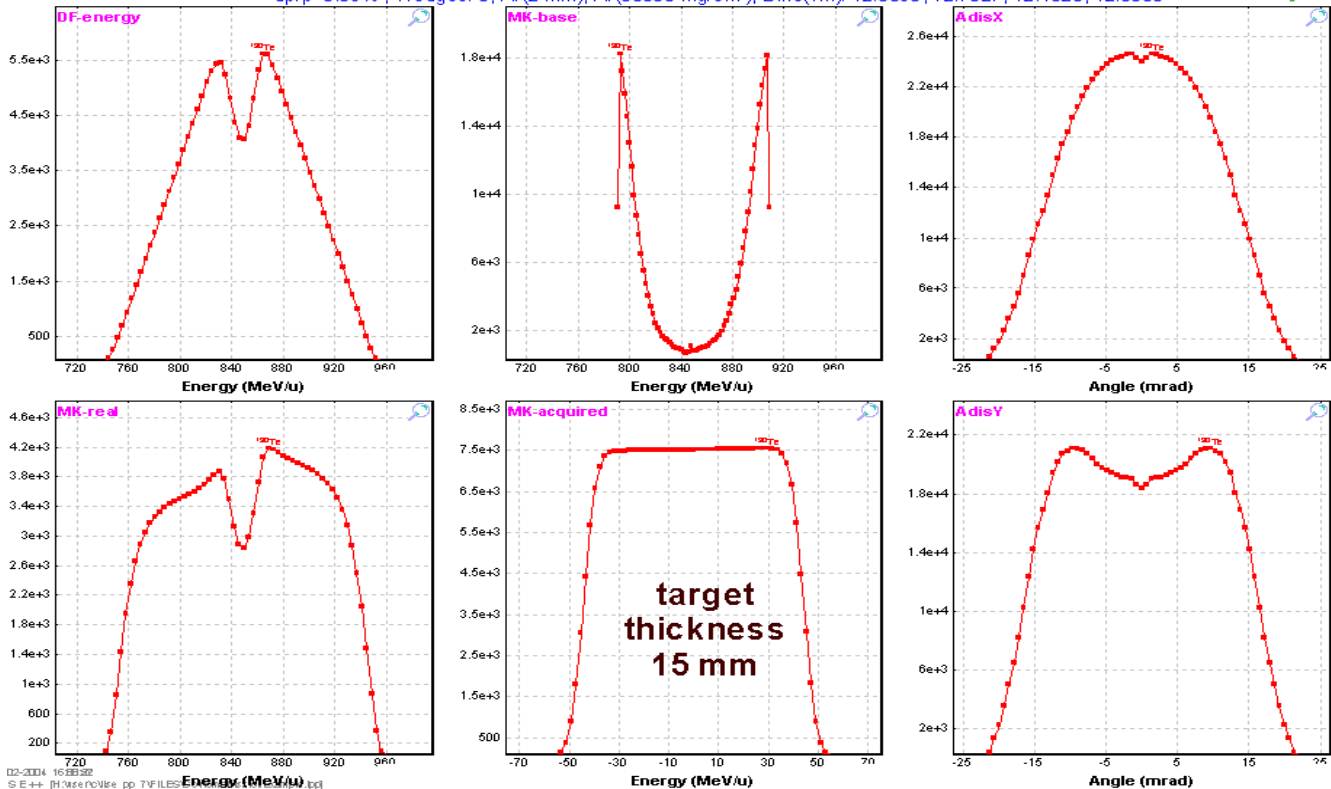 DF-energy
5.5e+3
4.5e+3
3.5e+3
2.5e+3
1.5e+3
500
720 760 800 840 880 920 960
Energy (MeV/u)
MK-base
1.8e+4
1.4e+4
1e+4
6e+3
2e+3
760 800 840 880 920 960
Energy (MeV/u)
AdisX
2.6e+4
2.2e+4
1.8e+4
1.4e+4
1e+4
6e+3
2e+3
-25 -15 -5 5 15 25
Angle (mrad)
MK-real
4.6e+3
4.2e+3
3.8e+3
3.4e+3
3e+3
2.6e+3
2.2e+3
1.8e+3
1.4e+3
1e+3
600
200
720 760 800 840 880 920 960
Energy (MeV/u)
MK-acquired
8.5e+3
7.5e+3
6.5e+3
5.5e+3
4.5e+3
3.5e+3
2.5e+3
1.5e+3
500
target
thickness
15 mm
-70 -50 -30 -10 10 30 50 70
Energy (MeV/u)
AdisY
2.2e+4
1.8e+4
1.4e+4
1e+4
6e+3
2e+3
-25 -15 -5 5 15 25
Angle (mrad)